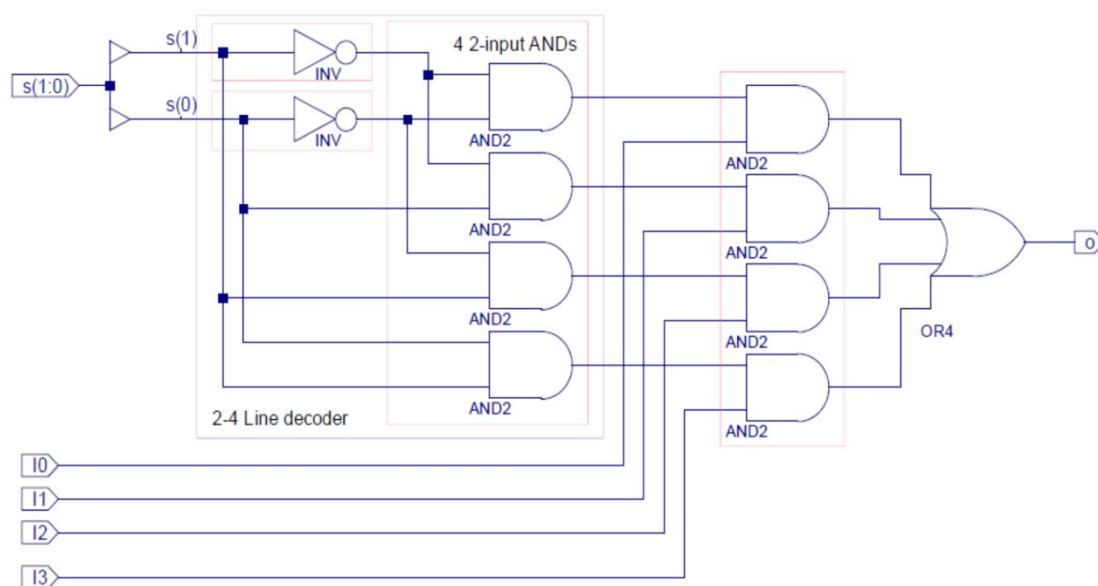 s(1)
4 2-input ANDs
INV
s(1:0)
s(0)
INV
AND2
AND2
AND2
AND2
AND2
AND2
AND2
AND2
OR4
o
2-4 Line decoder
I0
I1
I2
I3